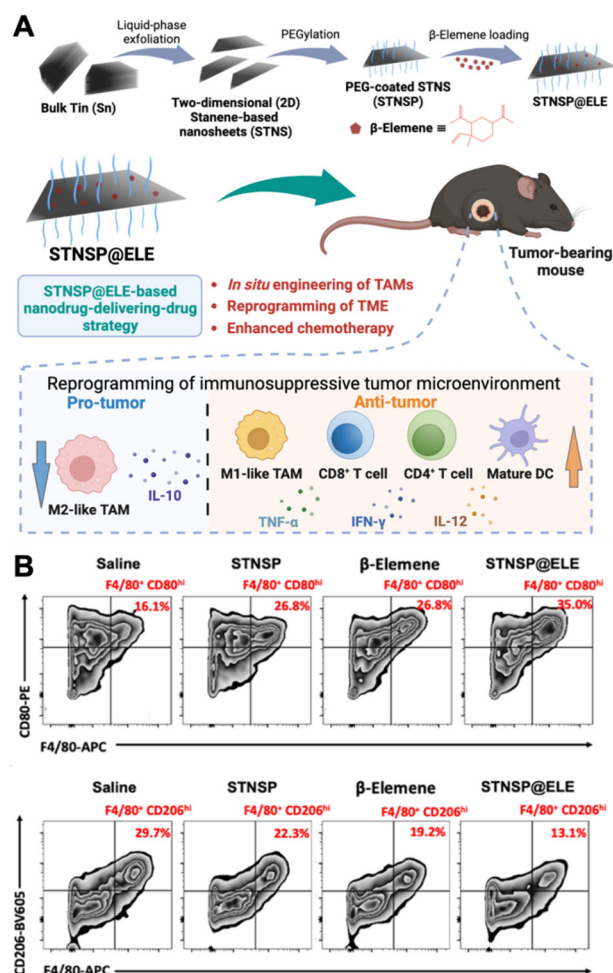 A
Liquid-phase
exfoliation
PEGylation
β-Elemene loading
Bulk Tin (Sn)
Two-dimensional (2D)
Stanene-based
nanosheets (STNS)
PEG-coated STNS
(STNSP)
STNSP@ELE
β-Elemene ≡
STNSP@ELE
Tumor-bearing
mouse
STNSP@ELE-based
nanodrug-delivering-drug
strategy
• In situ engineering of TAMs
• Reprogramming of TME
• Enhanced chemotherapy
Reprogramming of immunosuppressive tumor microenvironment
Pro-tumor
Anti-tumor
M2-like TAM
IL-10
M1-like TAM
CD8⁺ T cell
CD4⁺ T cell
Mature DC
TNF-α
IFN-γ
IL-12
B
Saline
STNSP
β-Elemene
STNSP@ELE
F4/80⁺ CD80ʰⁱ
16.1%
F4/80⁺ CD80ʰⁱ
26.8%
F4/80⁺ CD80ʰⁱ
26.8%
F4/80⁺ CD80ʰⁱ
35.0%
CD80-PE
F4/80-APC
Saline
STNSP
β-Elemene
STNSP@ELE
F4/80⁺ CD206ʰⁱ
29.7%
F4/80⁺ CD206ʰⁱ
22.3%
F4/80⁺ CD206ʰⁱ
19.2%
F4/80⁺ CD206ʰⁱ
13.1%
CD206-BV605
F4/80-APC